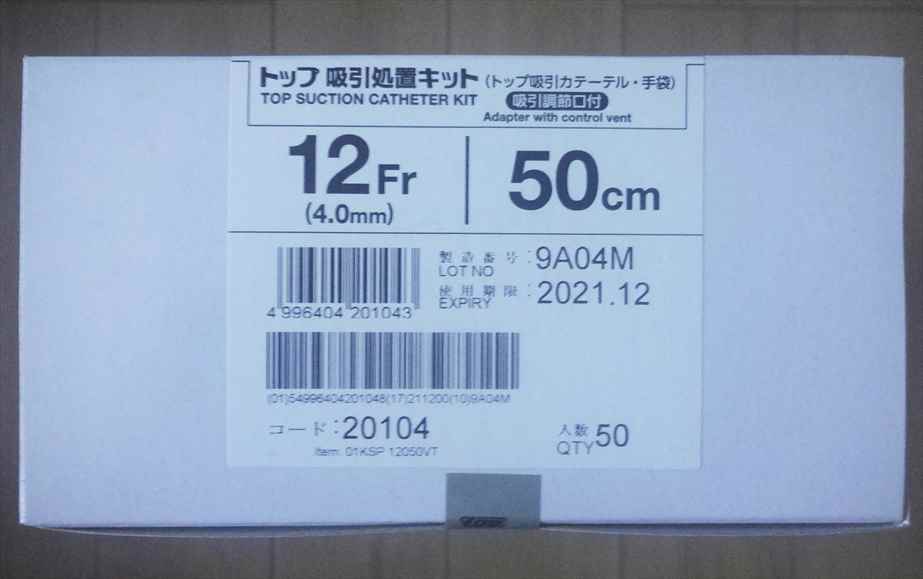 トップ 吸引処置キット (トップ吸引カテーテル・手袋)
TOP SUCTION CATHETER KIT 吸引調節口付
Adapter with control vent
12Fr 50cm
(4.0mm)
製造番号:9A04M
LOT NO
使用期限:2021.12
EXPIRY
4 996404 201043
(01)54996404201048(17)211200(10)9A04M
コード:20104
Item: 01KSP 12050VT
入数 50
QTY